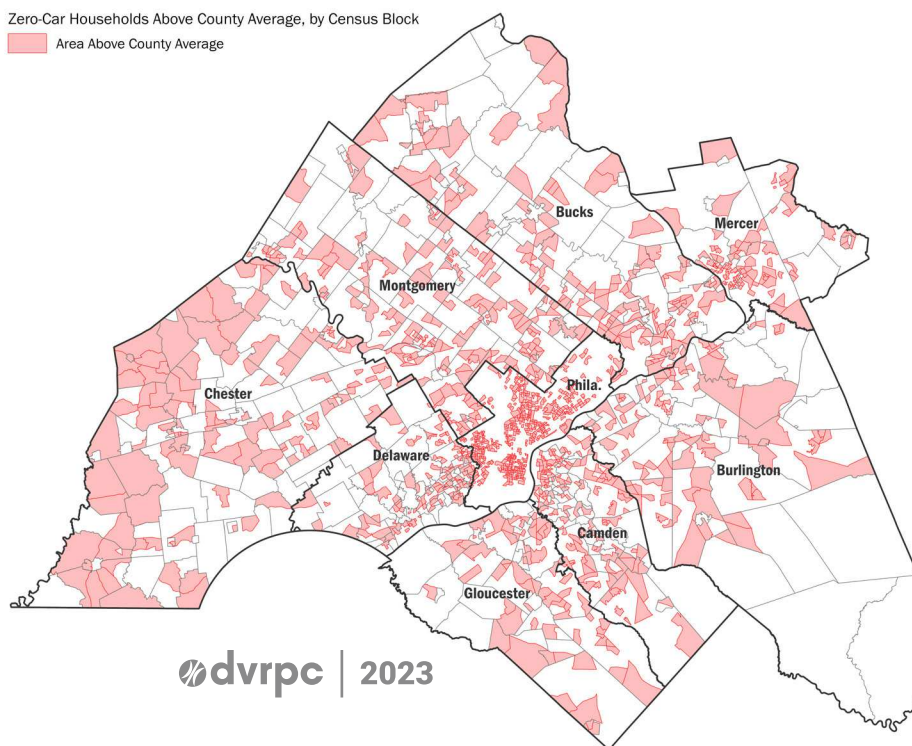 Zero-Car Households Above County Average, by Census Block
Area Above County Average
Bucks
Mercer
Montgomery
Phila.
Chester
Delaware
Burlington
Camden
Gloucester
dvrpc | 2023